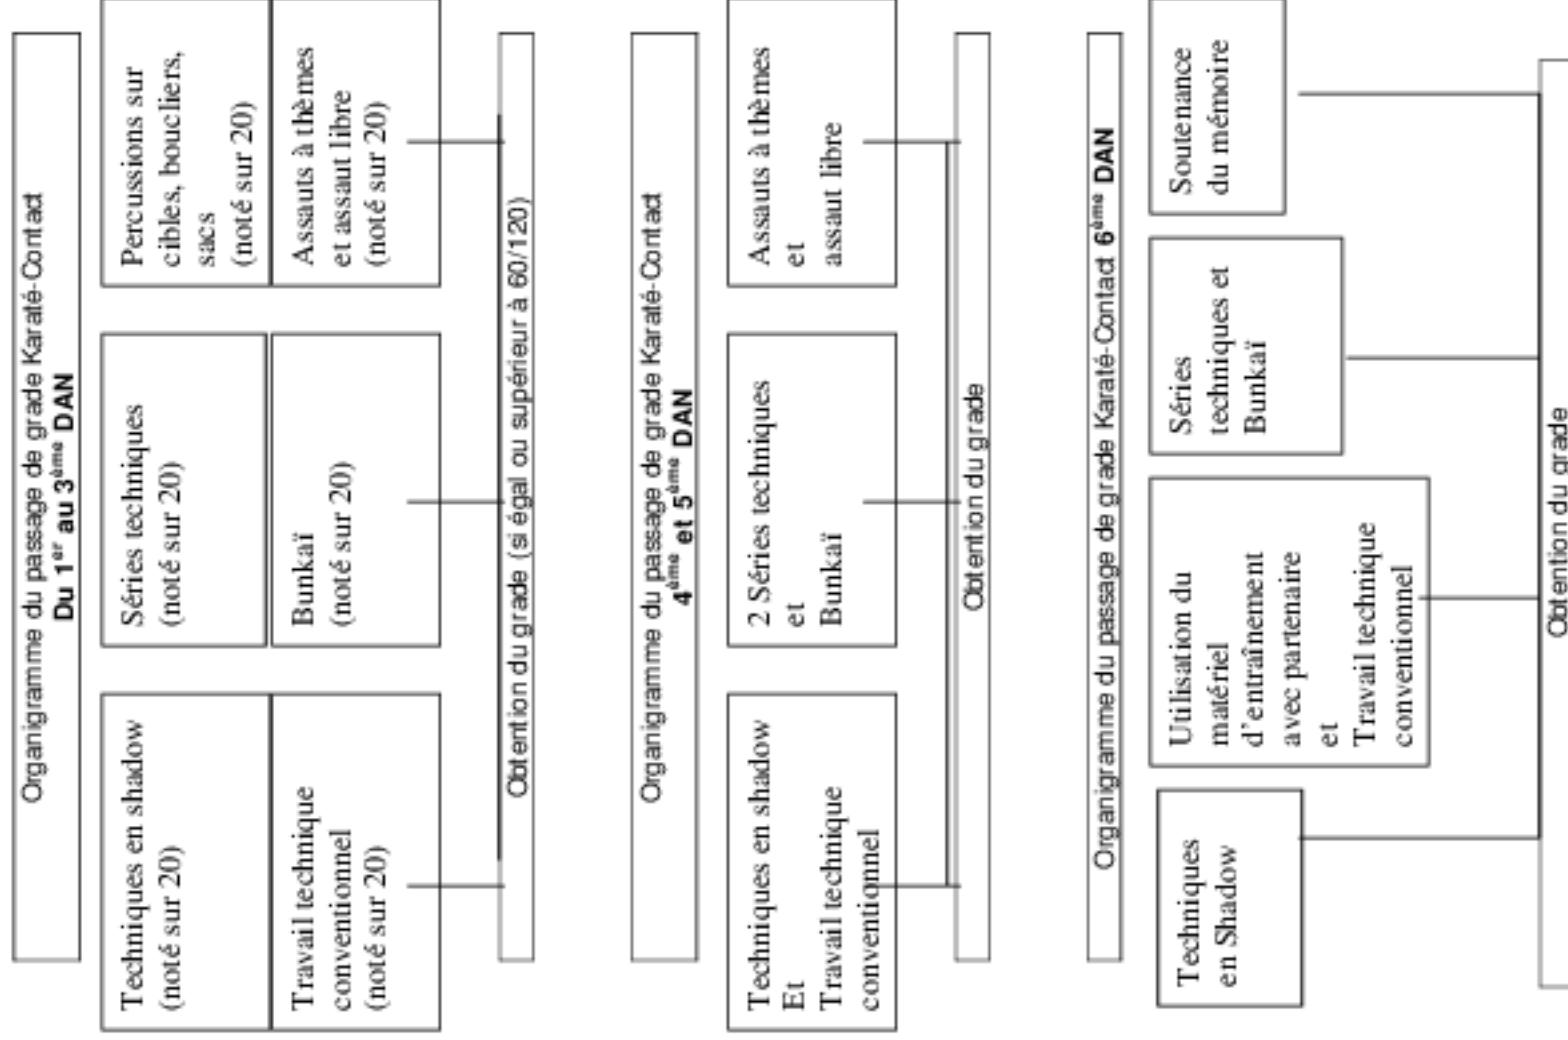 Organigramme du passage de grade Karaté-Contact
Du 1er au 3ème DAN
Techniques en shadow
(noté sur 20)
Travail technique
conventionnel
(noté sur 20)
Séries techniques
(noté sur 20)
Bunkaï
(noté sur 20)
Percussions sur
cibles, boucliers,
sacs
(noté sur 20)
Assauts à thèmes
et assaut libre
(noté sur 20)
Obtention du grade (si égal ou supérieur à 60/120)
Organigramme du passage de grade Karaté-Contact
4ème et 5ème DAN
Techniques en shadow
Et
Travail technique
conventionnel
2 Séries techniques
et
Bunkaï
Assauts à thèmes
et
assaut libre
Obtention du grade
Organigramme du passage de grade Karaté-Contact 6ème DAN
Techniques
en Shadow
Utilisation du
matériel
d'entraînement
avec partenaire
et
Travail technique
conventionnel
Séries
techniques et
Bunkaï
Soutenance
du mémoire
Obtention du grade